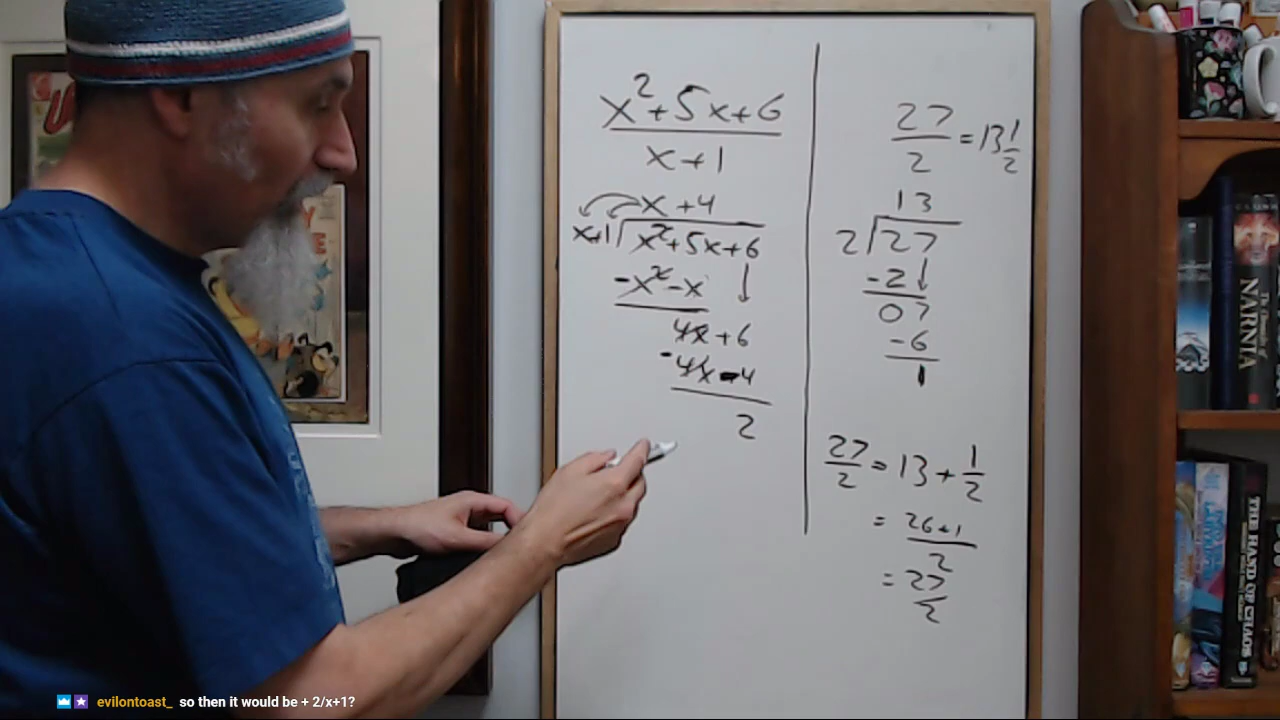 x²+5x+6
x+1
x+4
x+1 x²+5x+6
-x²-x
4x+6
-4x-4
2
27
2
=13 1/2
13
2 27
-2
07
-6
1
27/2 = 13 + 1/2
= 26+1
2
= 27
2
NARNIA
THE HAND OF CHAOS
evilontoast_ so then it would be + 2/x+1?